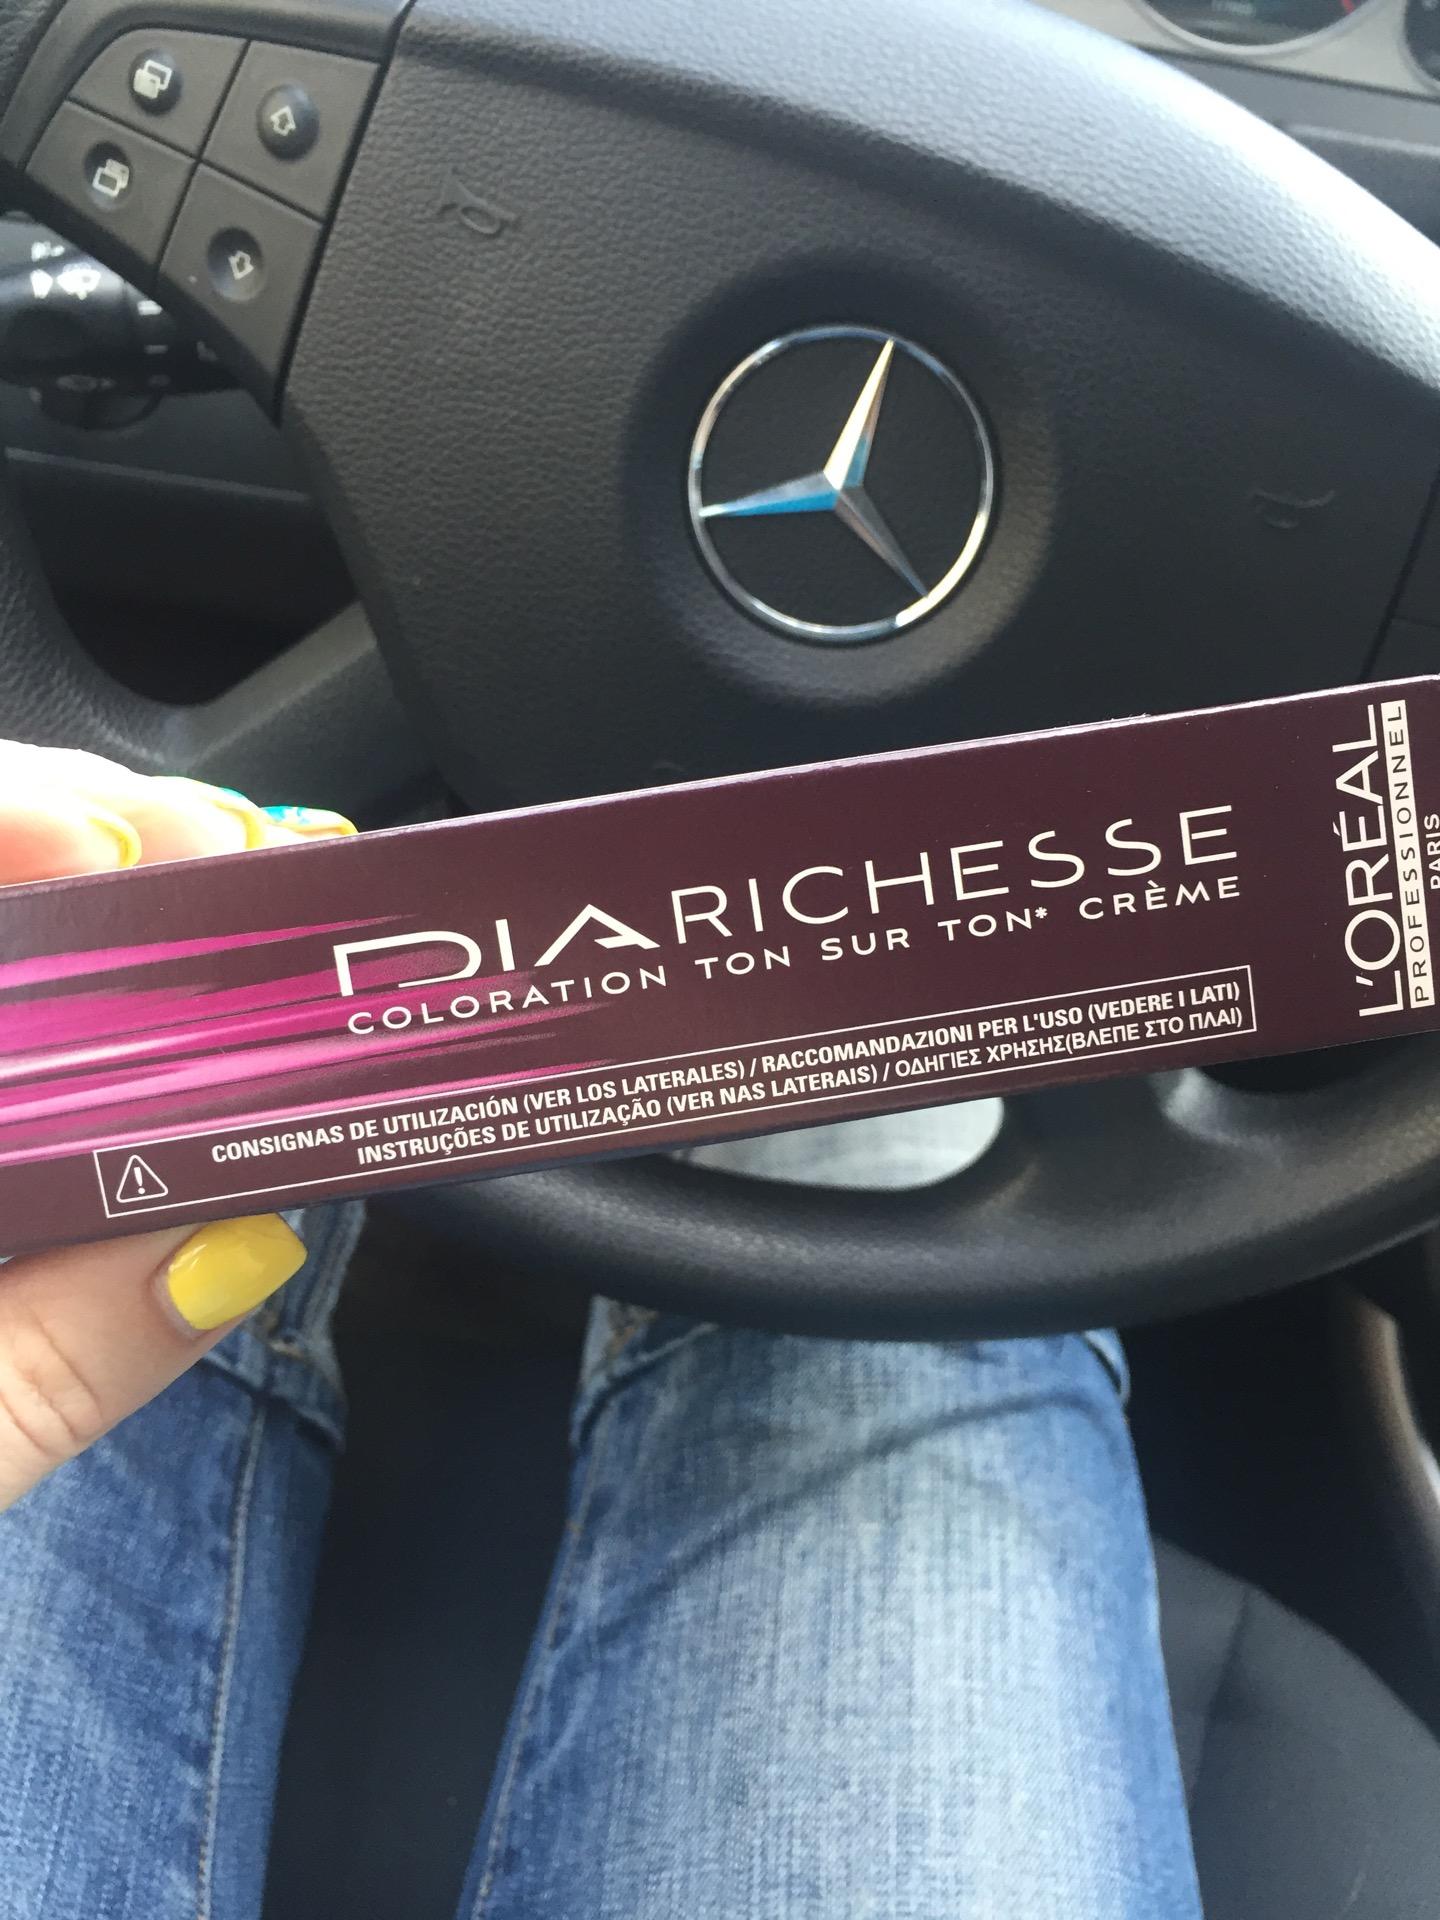 DIARICHESSE
COLORATION TON SUR TON* CRÈME
CONSIGNAS DE UTILIZACIÓN (VER LOS LATERALES) / RACCOMANDAZIONI PER L'USO (VEDERE I LATI)
INSTRUÇÕES DE UTILIZAÇÃO (VER NAS LATERAIS) / ΟΔΗΓΙΕΣ ΧΡΗΣΗΣ(ΒΛΕΠΕ ΣΤΟ ΠΛΑΙ)
L'ORÉAL
PROFESSIONNEL
PARIS